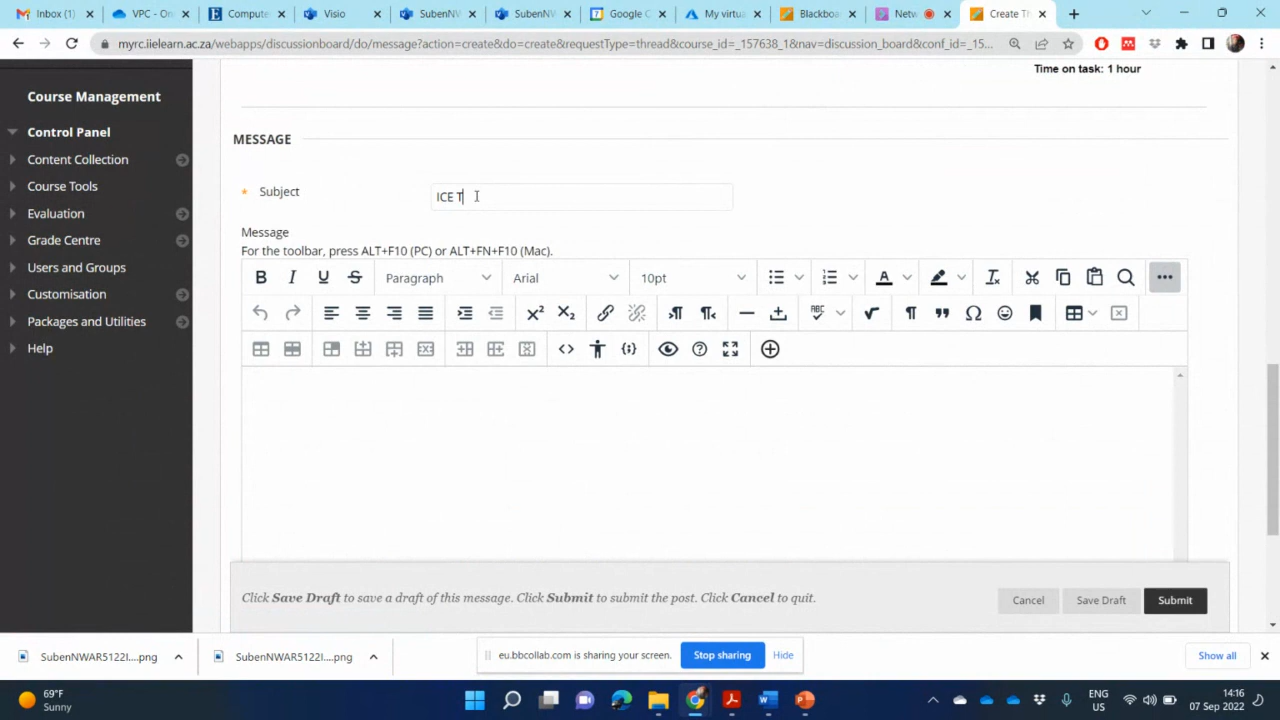 Inbox (1)
VPC - On
Compute
Visio
SubenNV
SubenNV
Google C
My virtua
Blackboa
Netw
Create Th
myrc.iielearn.ac.za/webapps/discussionboard/do/message?action=create&do=create&requestType=thread&course_id=_157638_1&nav=discussion_board&conf_id=_15...
Time on task: 1 hour
Course Management
Control Panel
Content Collection
Course Tools
Evaluation
Grade Centre
Users and Groups
Customisation
Packages and Utilities
Help
MESSAGE
* Subject
ICE T
Message
For the toolbar, press ALT+F10 (PC) or ALT+FN+F10 (Mac).
B I U S Paragraph Arial 10pt
Click Save Draft to save a draft of this message. Click Submit to submit the post. Click Cancel to quit.
Cancel
Save Draft
Submit
SubenNWAR5122I....png
SubenNWAR5122I....png
eu.bbcollab.com is sharing your screen.
Stop sharing
Hide
Show all
69°F
Sunny
ENG
US
14:16
07 Sep 2022